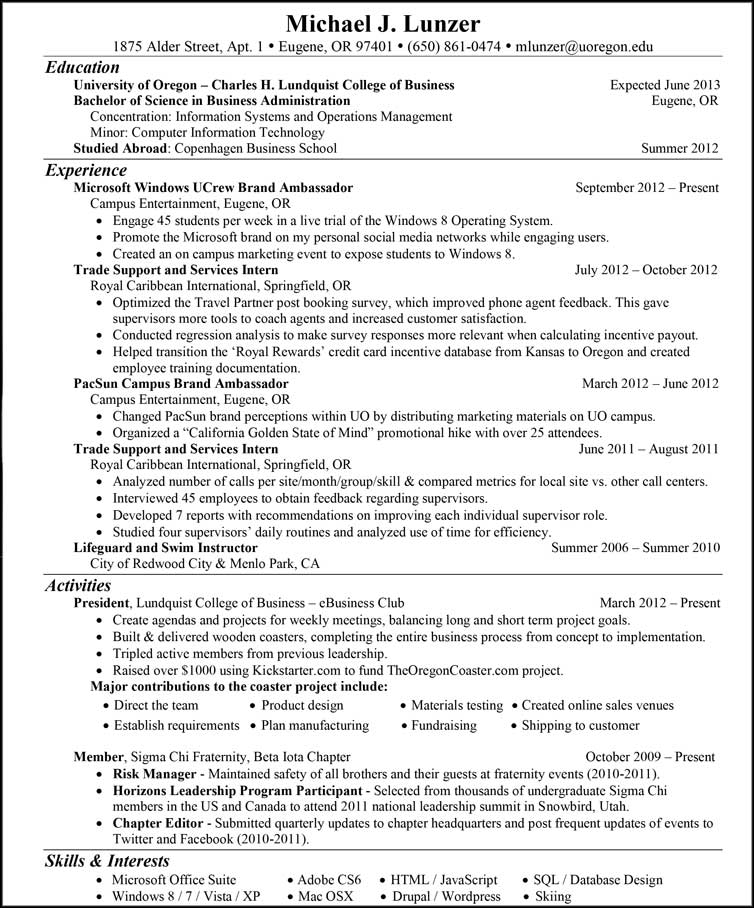 Michael J. Lunzer
1875 Alder Street, Apt. 1 • Eugene, OR 97401 • (650) 861-0474 • mlunzer@uoregon.edu
Education
University of Oregon – Charles H. Lundquist College of Business Expected June 2013
Bachelor of Science in Business Administration Eugene, OR
Concentration: Information Systems and Operations Management
Minor: Computer Information Technology
Studied Abroad: Copenhagen Business School Summer 2012
Experience
Microsoft Windows UCrew Brand Ambassador September 2012 – Present
Campus Entertainment, Eugene, OR
• Engage 45 students per week in a live trial of the Windows 8 Operating System.
• Promote the Microsoft brand on my personal social media networks while engaging users.
• Created an on campus marketing event to expose students to Windows 8.
Trade Support and Services Intern July 2012 – October 2012
Royal Caribbean International, Springfield, OR
• Optimized the Travel Partner post booking survey, which improved phone agent feedback. This gave
supervisors more tools to coach agents and increased customer satisfaction.
• Conducted regression analysis to make survey responses more relevant when calculating incentive payout.
• Helped transition the ‘Royal Rewards’ credit card incentive database from Kansas to Oregon and created
employee training documentation.
PacSun Campus Brand Ambassador March 2012 – June 2012
Campus Entertainment, Eugene, OR
• Changed PacSun brand perceptions within UO by distributing marketing materials on UO campus.
• Organized a “California Golden State of Mind” promotional hike with over 25 attendees.
Trade Support and Services Intern June 2011 – August 2011
Royal Caribbean International, Springfield, OR
• Analyzed number of calls per site/month/group/skill & compared metrics for local site vs. other call centers.
• Interviewed 45 employees to obtain feedback regarding supervisors.
• Developed 7 reports with recommendations on improving each individual supervisor role.
• Studied four supervisors’ daily routines and analyzed use of time for efficiency.
Lifeguard and Swim Instructor Summer 2006 – Summer 2010
City of Redwood City & Menlo Park, CA
Activities
President, Lundquist College of Business – eBusiness Club March 2012 – Present
• Create agendas and projects for weekly meetings, balancing long and short term project goals.
• Built & delivered wooden coasters, completing the entire business process from concept to implementation.
• Tripled active members from previous leadership.
• Raised over $1000 using Kickstarter.com to fund TheOregonCoaster.com project.
Major contributions to the coaster project include:
• Direct the team • Product design • Materials testing • Created online sales venues
• Establish requirements • Plan manufacturing • Fundraising • Shipping to customer
Member, Sigma Chi Fraternity, Beta Iota Chapter October 2009 – Present
• Risk Manager - Maintained safety of all brothers and their guests at fraternity events (2010-2011).
• Horizons Leadership Program Participant - Selected from thousands of undergraduate Sigma Chi
members in the US and Canada to attend 2011 national leadership summit in Snowbird, Utah.
• Chapter Editor - Submitted quarterly updates to chapter headquarters and post frequent updates of events to
Twitter and Facebook (2010-2011).
Skills & Interests
• Microsoft Office Suite • Adobe CS6 • HTML / JavaScript • SQL / Database Design
• Windows 8 / 7 / Vista / XP • Mac OSX • Drupal / Wordpress • Skiing